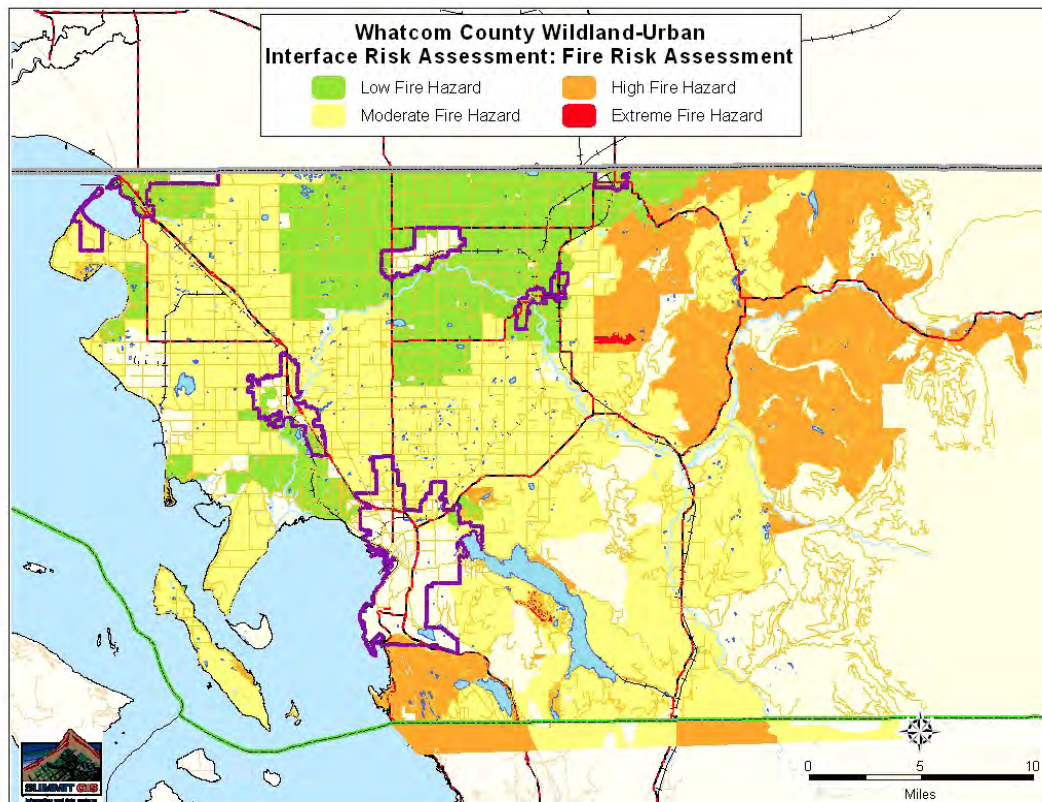 Whatcom County Wildland-Urban
Interface Risk Assessment: Fire Risk Assessment
Low Fire Hazard
High Fire Hazard
Moderate Fire Hazard
Extreme Fire Hazard
SUMMIT GIS
0 5 10
Miles